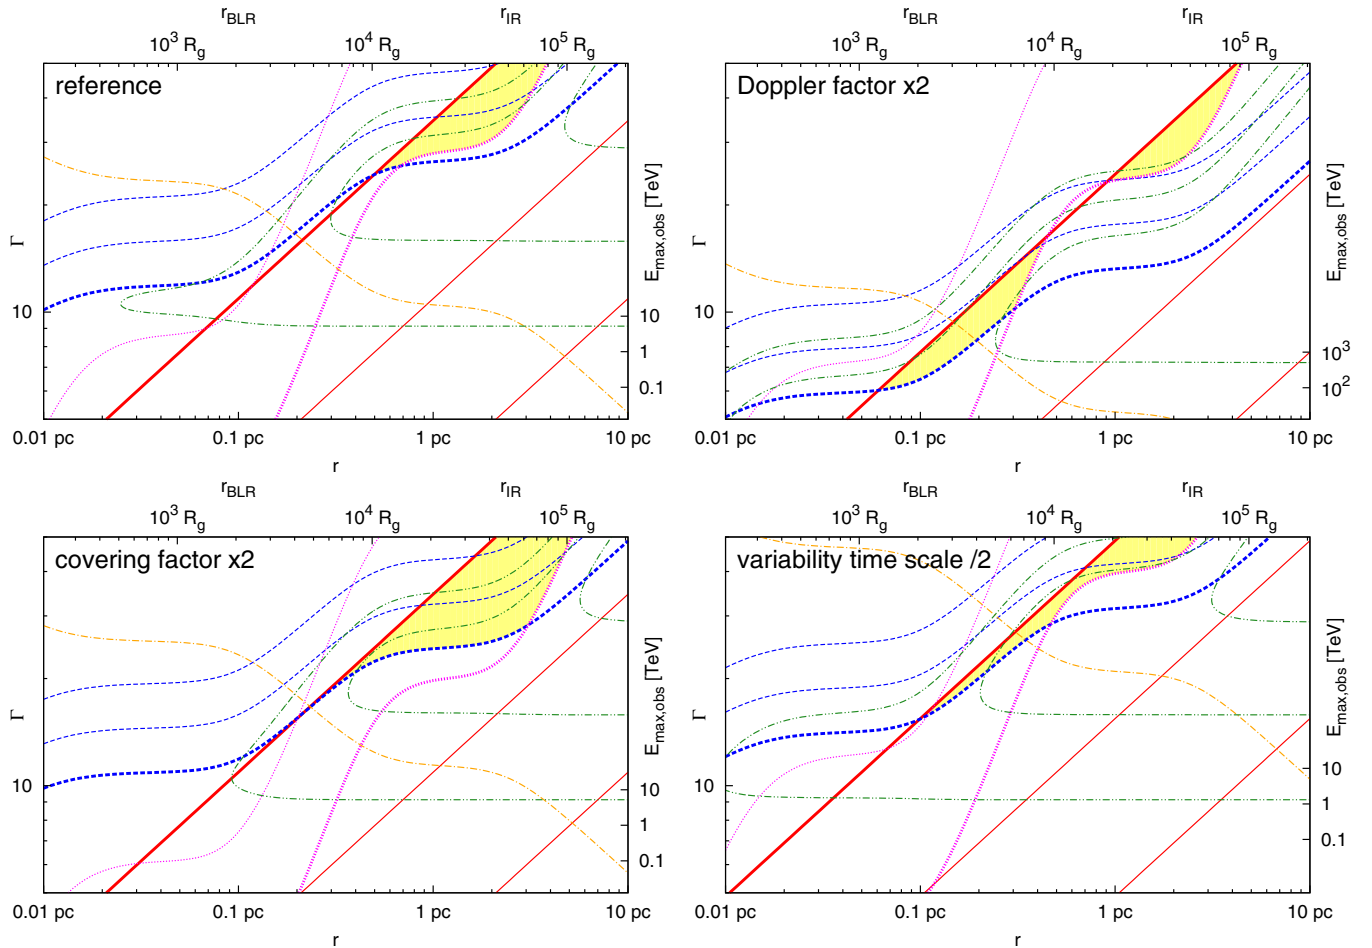 r_BLR r_IR
10^3 R_g 10^4 R_g 10^5 R_g
reference
Γ
10
10
1
0.1
E_max,obs [TeV]
0.01 pc 0.1 pc 1 pc 10 pc
r
r_BLR r_IR
10^3 R_g 10^4 R_g 10^5 R_g
Doppler factor x2
Γ
10
10^3
10^2
E_max,obs [TeV]
0.01 pc 0.1 pc 1 pc 10 pc
r
r_BLR r_IR
10^3 R_g 10^4 R_g 10^5 R_g
covering factor x2
Γ
10
10
1
0.1
E_max,obs [TeV]
0.01 pc 0.1 pc 1 pc 10 pc
r
r_BLR r_IR
10^3 R_g 10^4 R_g 10^5 R_g
variability time scale /2
Γ
10
10
1
0.1
E_max,obs [TeV]
0.01 pc 0.1 pc 1 pc 10 pc
r